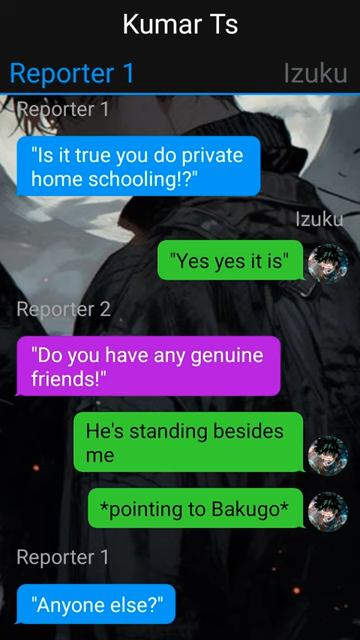 Kumar Ts
Reporter 1
Izuku
Reporter 1
"Is it true you do private
home schooling!?"
Izuku
"Yes yes it is"
Reporter 2
"Do you have any genuine
friends!"
He's standing besides
me
*pointing to Bakugo*
Reporter 1
"Anyone else?"